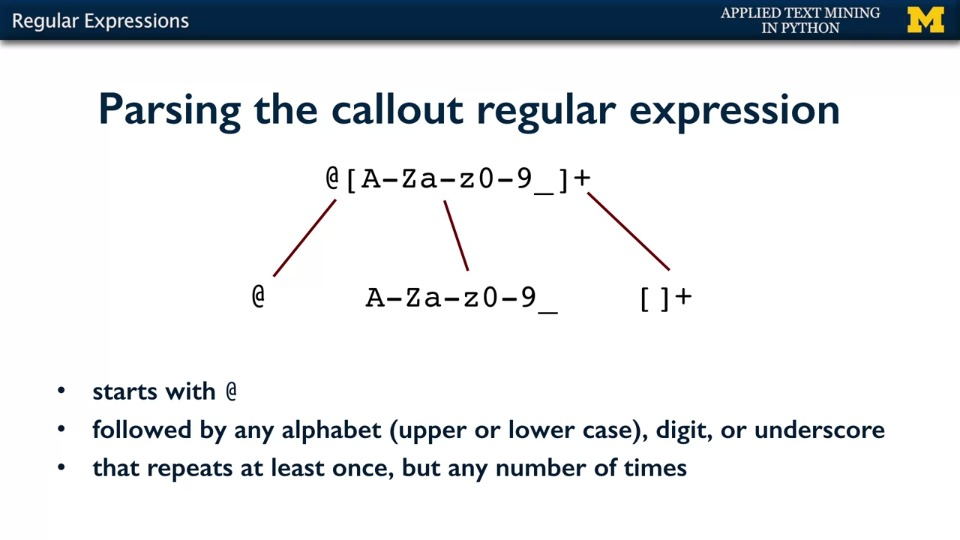 Regular Expressions
APPLIED TEXT MINING
IN PYTHON
M
Parsing the callout regular expression
@[A-Za-z0-9_]+
@ A-Za-z0-9_ []+
• starts with @
• followed by any alphabet (upper or lower case), digit, or underscore
• that repeats at least once, but any number of times